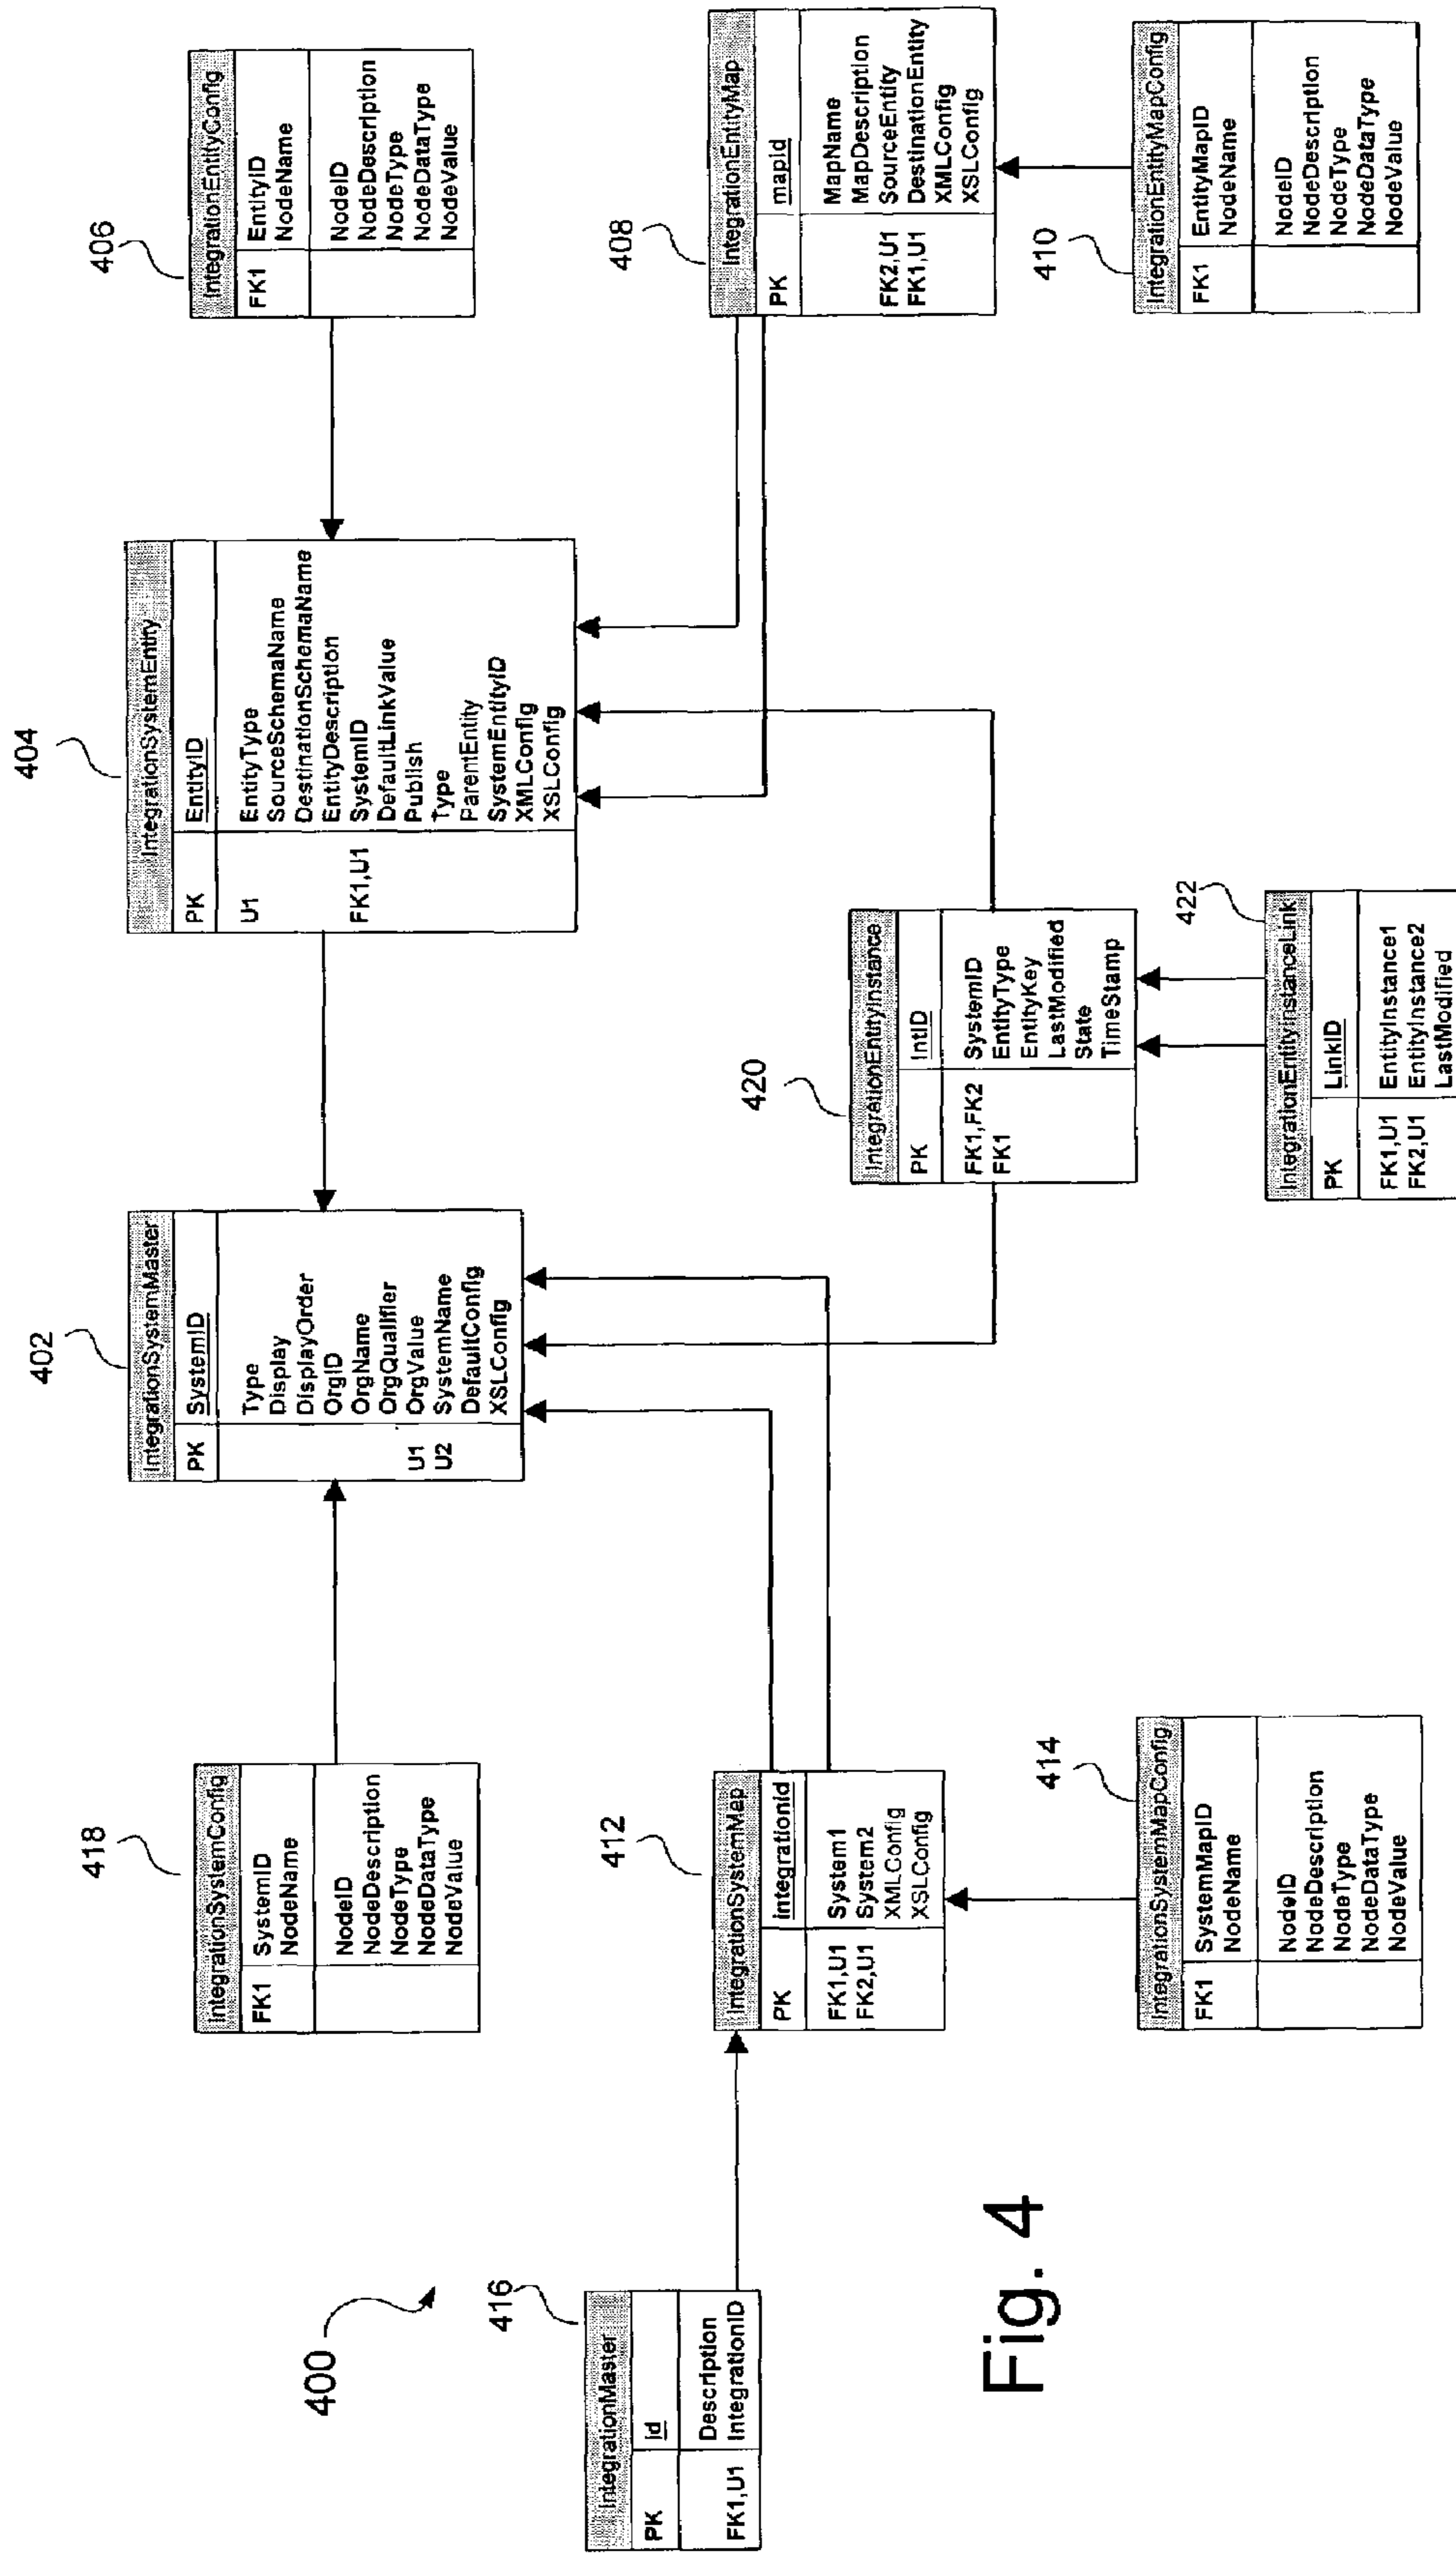 400
416
IntegrationMaster
PK id
Description
FK1,U1 IntegrationID
418
IntegrationSystemConfig
FK1 SystemID
NodeName
NodeID
NodeDescription
NodeType
NodeDataType
NodeValue
402
IntegrationSystemMaster
PK SystemID
Type
Display
DisplayOrder
OrgID
OrgName
OrgQualifier
U1 OrgValue
U2 SystemName
DefaultConfig
XSLConfig
404
IntegrationSystemEntity
PK EntityID
U1 EntityType
SourceSchemaName
DestinationSchemaName
EntityDescription
FK1,U1 SystemID
DefaultLinkValue
Publish
Type
ParentEntity
SystemEntityID
XMLConfig
XSLConfig
406
IntegrationEntityConfig
FK1 EntityID
NodeName
NodeID
NodeDescription
NodeType
NodeDataType
NodeValue
412
IntegrationSystemMap
PK integrationid
FK1,U1 System1
FK2,U1 System2
XMLConfig
XSLConfig
414
IntegrationSystemMapConfig
FK1 SystemMapID
NodeName
NodeID
NodeDescription
NodeType
NodeDataType
NodeValue
420
IntegrationEntityInstance
PK IntID
FK1,FK2 SystemID
FK1 EntityType
EntityKey
LastModified
State
TimeStamp
422
IntegrationEntityInstanceLink
PK LinkID
FK1,U1 EntityInstance1
FK2,U1 EntityInstance2
LastModified
408
IntegrationEntityMap
PK mapid
MapName
MapDescription
FK2,U1 SourceEntity
FK1,U1 DestinationEntity
XMLConfig
XSLConfig
410
IntegrationEntityMapConfig
FK1 EntityMapID
NodeName
NodeID
NodeDescription
NodeType
NodeDataType
NodeValue
Fig. 4